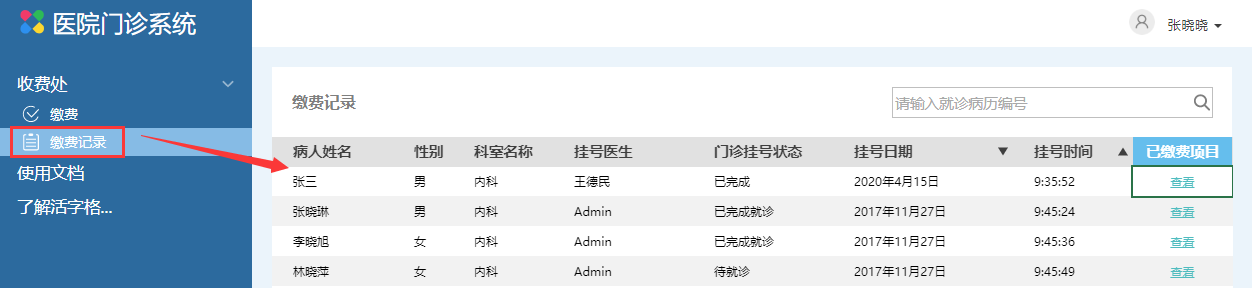 医院门诊系统
张晓晓
收费处
缴费
缴费记录
使用文档
了解活字格...
缴费记录
请输入就诊病历编号
病人姓名 性别 科室名称 挂号医生 门诊挂号状态 挂号日期 挂号时间 已缴费项目
张三 男 内科 王德民 已完成 2020年4月15日 9:35:52 查看
张晓琳 男 内科 Admin 已完成就诊 2017年11月27日 9:45:24 查看
李晓旭 女 内科 Admin 已完成就诊 2017年11月27日 9:45:36 查看
林晓萍 女 内科 Admin 待就诊 2017年11月27日 9:45:49 查看